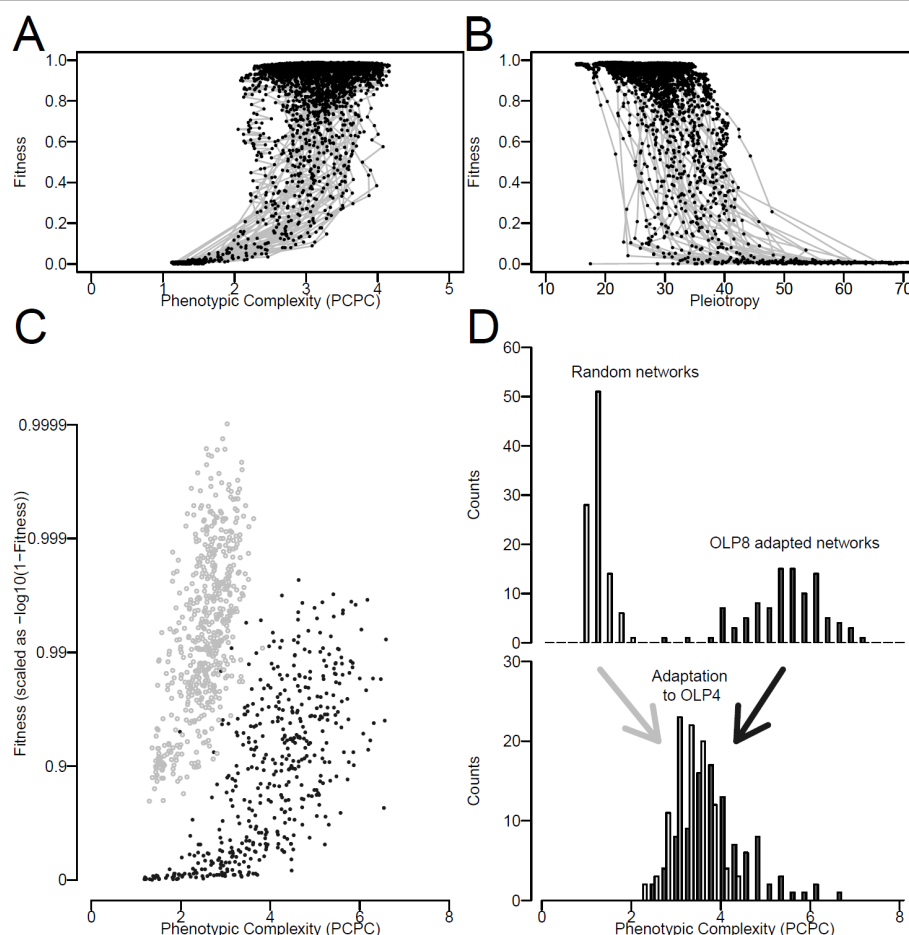 A
B
1.0
0.8
0.6
0.4
0.2
0.0
Fitness
0 1 2 3 4 5
Phenotypic Complexity (PCPC)
1.0
0.8
0.6
0.4
0.2
0.0
Fitness
10 20 30 40 50 60 70
Pleiotropy
C
0.9999
0.999
0.99
0.9
0
Fitness (scaled as −log10(1−Fitness))
0 2 4 6 8
Phenotypic Complexity (PCPC)
D
60
50
40
30
20
10
0
Counts
Random networks
OLP8 adapted networks
30
20
10
0
Counts
Adaptation
to OLP4
0 2 4 6 8
Phenotypic Complexity (PCPC)